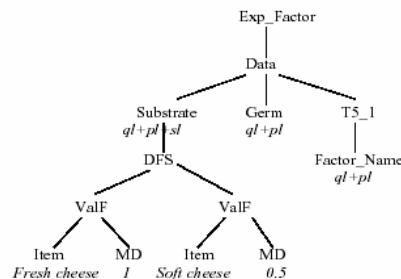 Exp_Factor
Data
Substrate Germ T5_1
ql+pl+sl ql+pl
DFS Factor_Name
ql+pl
ValF ValF
Item MD Item MD
Fresh cheese 1 Soft cheese 0.5